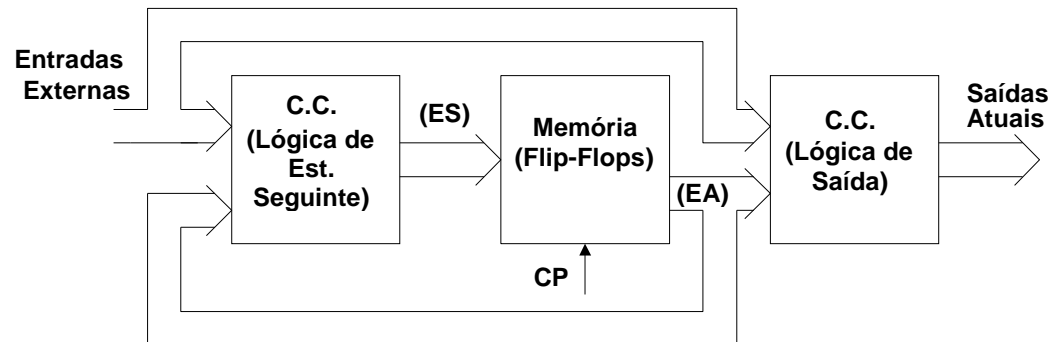 Entradas
Externas
C.C.
(Lógica de
Est.
Seguinte)
(ES)
Memória
(Flip-Flops)
CP
(EA)
C.C.
(Lógica de
Saída)
Saídas
Atuais